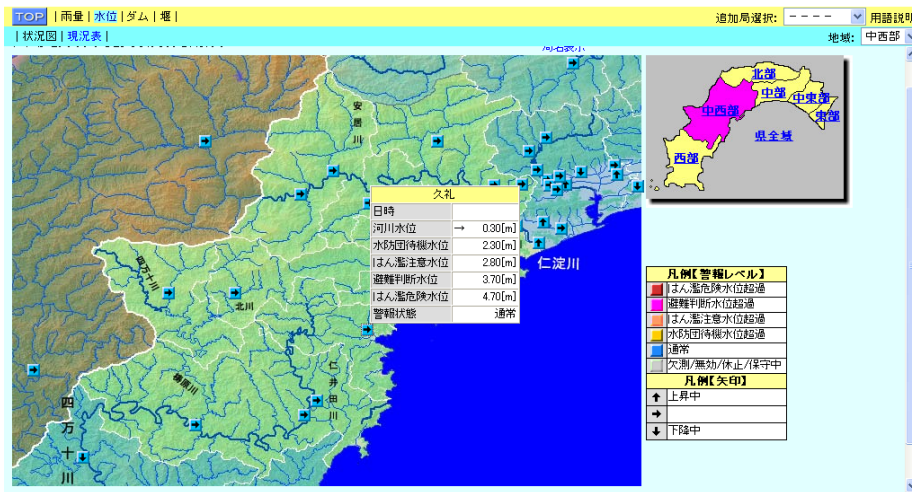 TOP |雨量|水位|ダム|堰|
追加局選択: ---- 用語説明
|状況図|現況表|
地域: 中西部
局名表示
安居川
北部
中部
中東部
東部
中西部
県全域
西部
久礼
日時
河川水位 → 0.30[m]
水防団待機水位 2.30[m]
はん濫注意水位 2.80[m]
避難判断水位 3.70[m]
はん濫危険水位 4.70[m]
警報状態 通常
仁淀川
四万十川
北川
梼原川
仁井田川
四万十川
凡例【警報レベル】
はん濫危険水位超過
避難判断水位超過
はん濫注意水位超過
水防団待機水位超過
通常
欠測/無効/休止/保守中
凡例【矢印】
↑ 上昇中
→
↓ 下降中